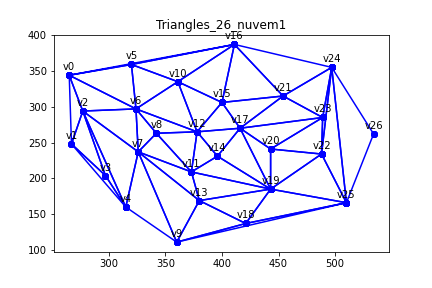 Triangles_26_nuvem1
400
350
300
250
200
150
100
300
350
400
450
500
v16
v5
v24
v0
v10
v21
v15
v2
v6
v23
v17
v12
v8
v26
v1
v7
v14
v20
v22
v3
v11
v19
v4
v13
v25
v18
v9